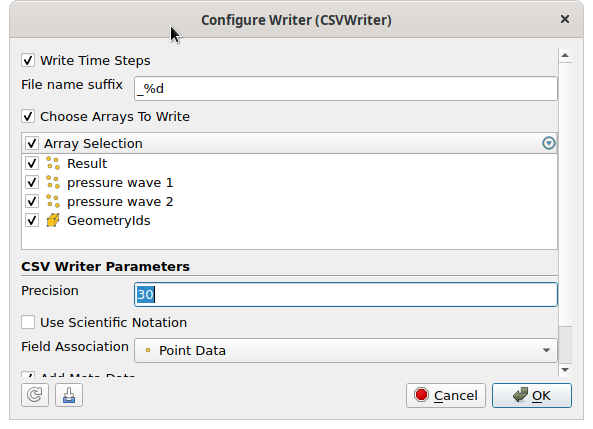 Configure Writer (CSVWriter)
Write Time Steps
File name suffix _%d
Choose Arrays To Write
Array Selection
Result
pressure wave 1
pressure wave 2
GeometryIds
CSV Writer Parameters
Precision 30
Use Scientific Notation
Field Association Point Data
Add Meta Data
Cancel OK